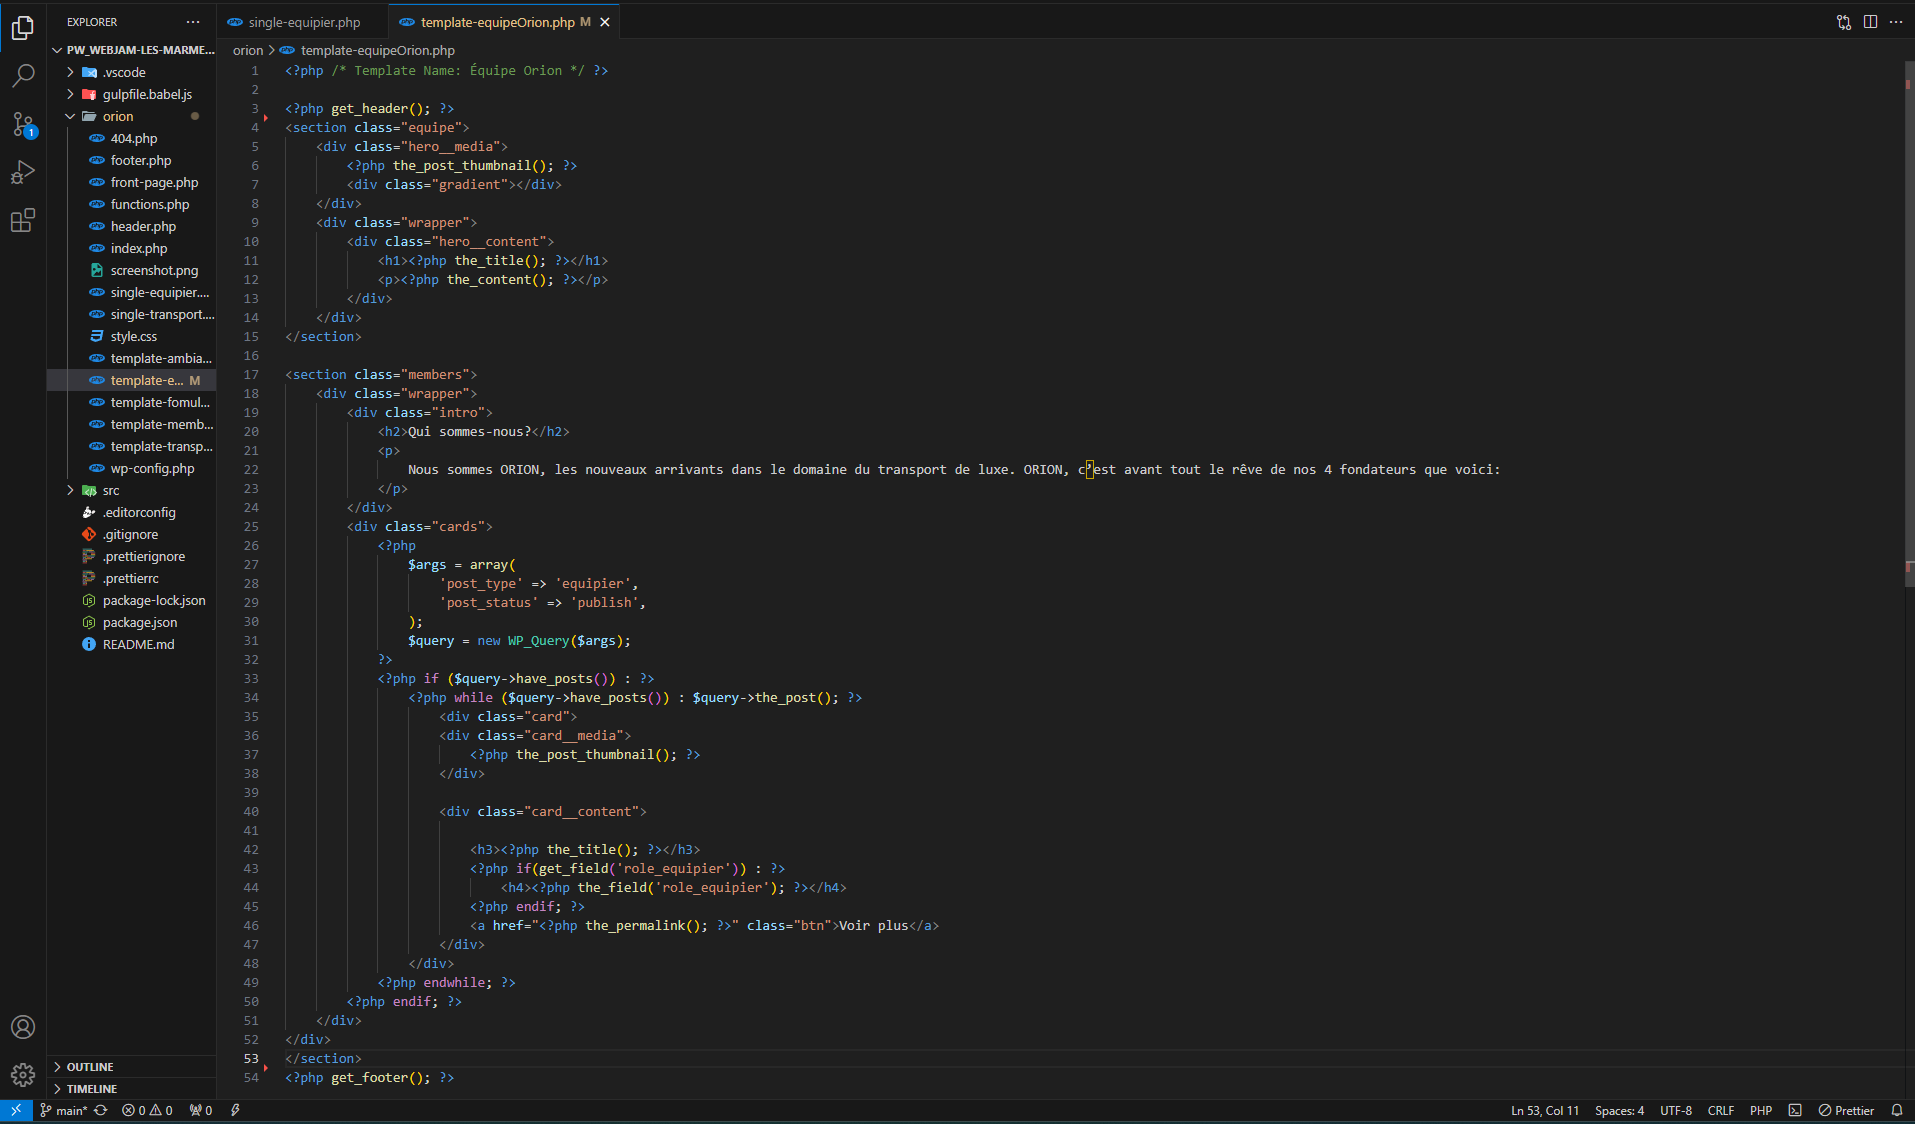 EXPLORER
PW_WEBJAM-LES-MARME...
.vscode
gulpfile.babel.js
orion
404.php
footer.php
front-page.php
functions.php
header.php
index.php
screenshot.png
single-equipier....
single-transport....
style.css
template-ambia...
template-e... M
template-fomul...
template-memb...
template-transp...
wp-config.php
src
.editorconfig
.gitignore
.prettierignore
.prettierrc
package-lock.json
package.json
README.md
OUTLINE
TIMELINE
single-equipier.php
template-equipeOrion.php M
orion > template-equipeOrion.php
1 <?php /* Template Name: Équipe Orion */ ?>
2
3 <?php get_header(); ?>
4 <section class="equipe">
5 <div class="hero__media">
6 <?php the_post_thumbnail(); ?>
7 <div class="gradient"></div>
8 </div>
9 <div class="wrapper">
10 <div class="hero__content">
11 <h1><?php the_title(); ?></h1>
12 <p><?php the_content(); ?></p>
13 </div>
14 </div>
15 </section>
16
17 <section class="members">
18 <div class="wrapper">
19 <div class="intro">
20 <h2>Qui sommes-nous?</h2>
21 <p>
22 Nous sommes ORION, les nouveaux arrivants dans le domaine du transport de luxe. ORION, c’est avant tout le rêve de nos 4 fondateurs que voici:
23 </p>
24 </div>
25 <div class="cards">
26 <?php
27 $args = array(
28 'post_type' => 'equipier',
29 'post_status' => 'publish',
30 );
31 $query = new WP_Query($args);
32 ?>
33 <?php if ($query->have_posts()) : ?>
34 <?php while ($query->have_posts()) : $query->the_post(); ?>
35 <div class="card">
36 <div class="card__media">
37 <?php the_post_thumbnail(); ?>
38 </div>
39
40 <div class="card__content">
41
42 <h3><?php the_title(); ?></h3>
43 <?php if(get_field('role_equipier')) : ?>
44 <h4><?php the_field('role_equipier'); ?></h4>
45 <?php endif; ?>
46 <a href="<?php the_permalink(); ?>" class="btn">Voir plus</a>
47 </div>
48 </div>
49 <?php endwhile; ?>
50 <?php endif; ?>
51 </div>
52 </div>
53 </section>
54 <?php get_footer(); ?>
1
main* 0 0 0
Ln 53, Col 11 Spaces: 4 UTF-8 CRLF PHP Prettier